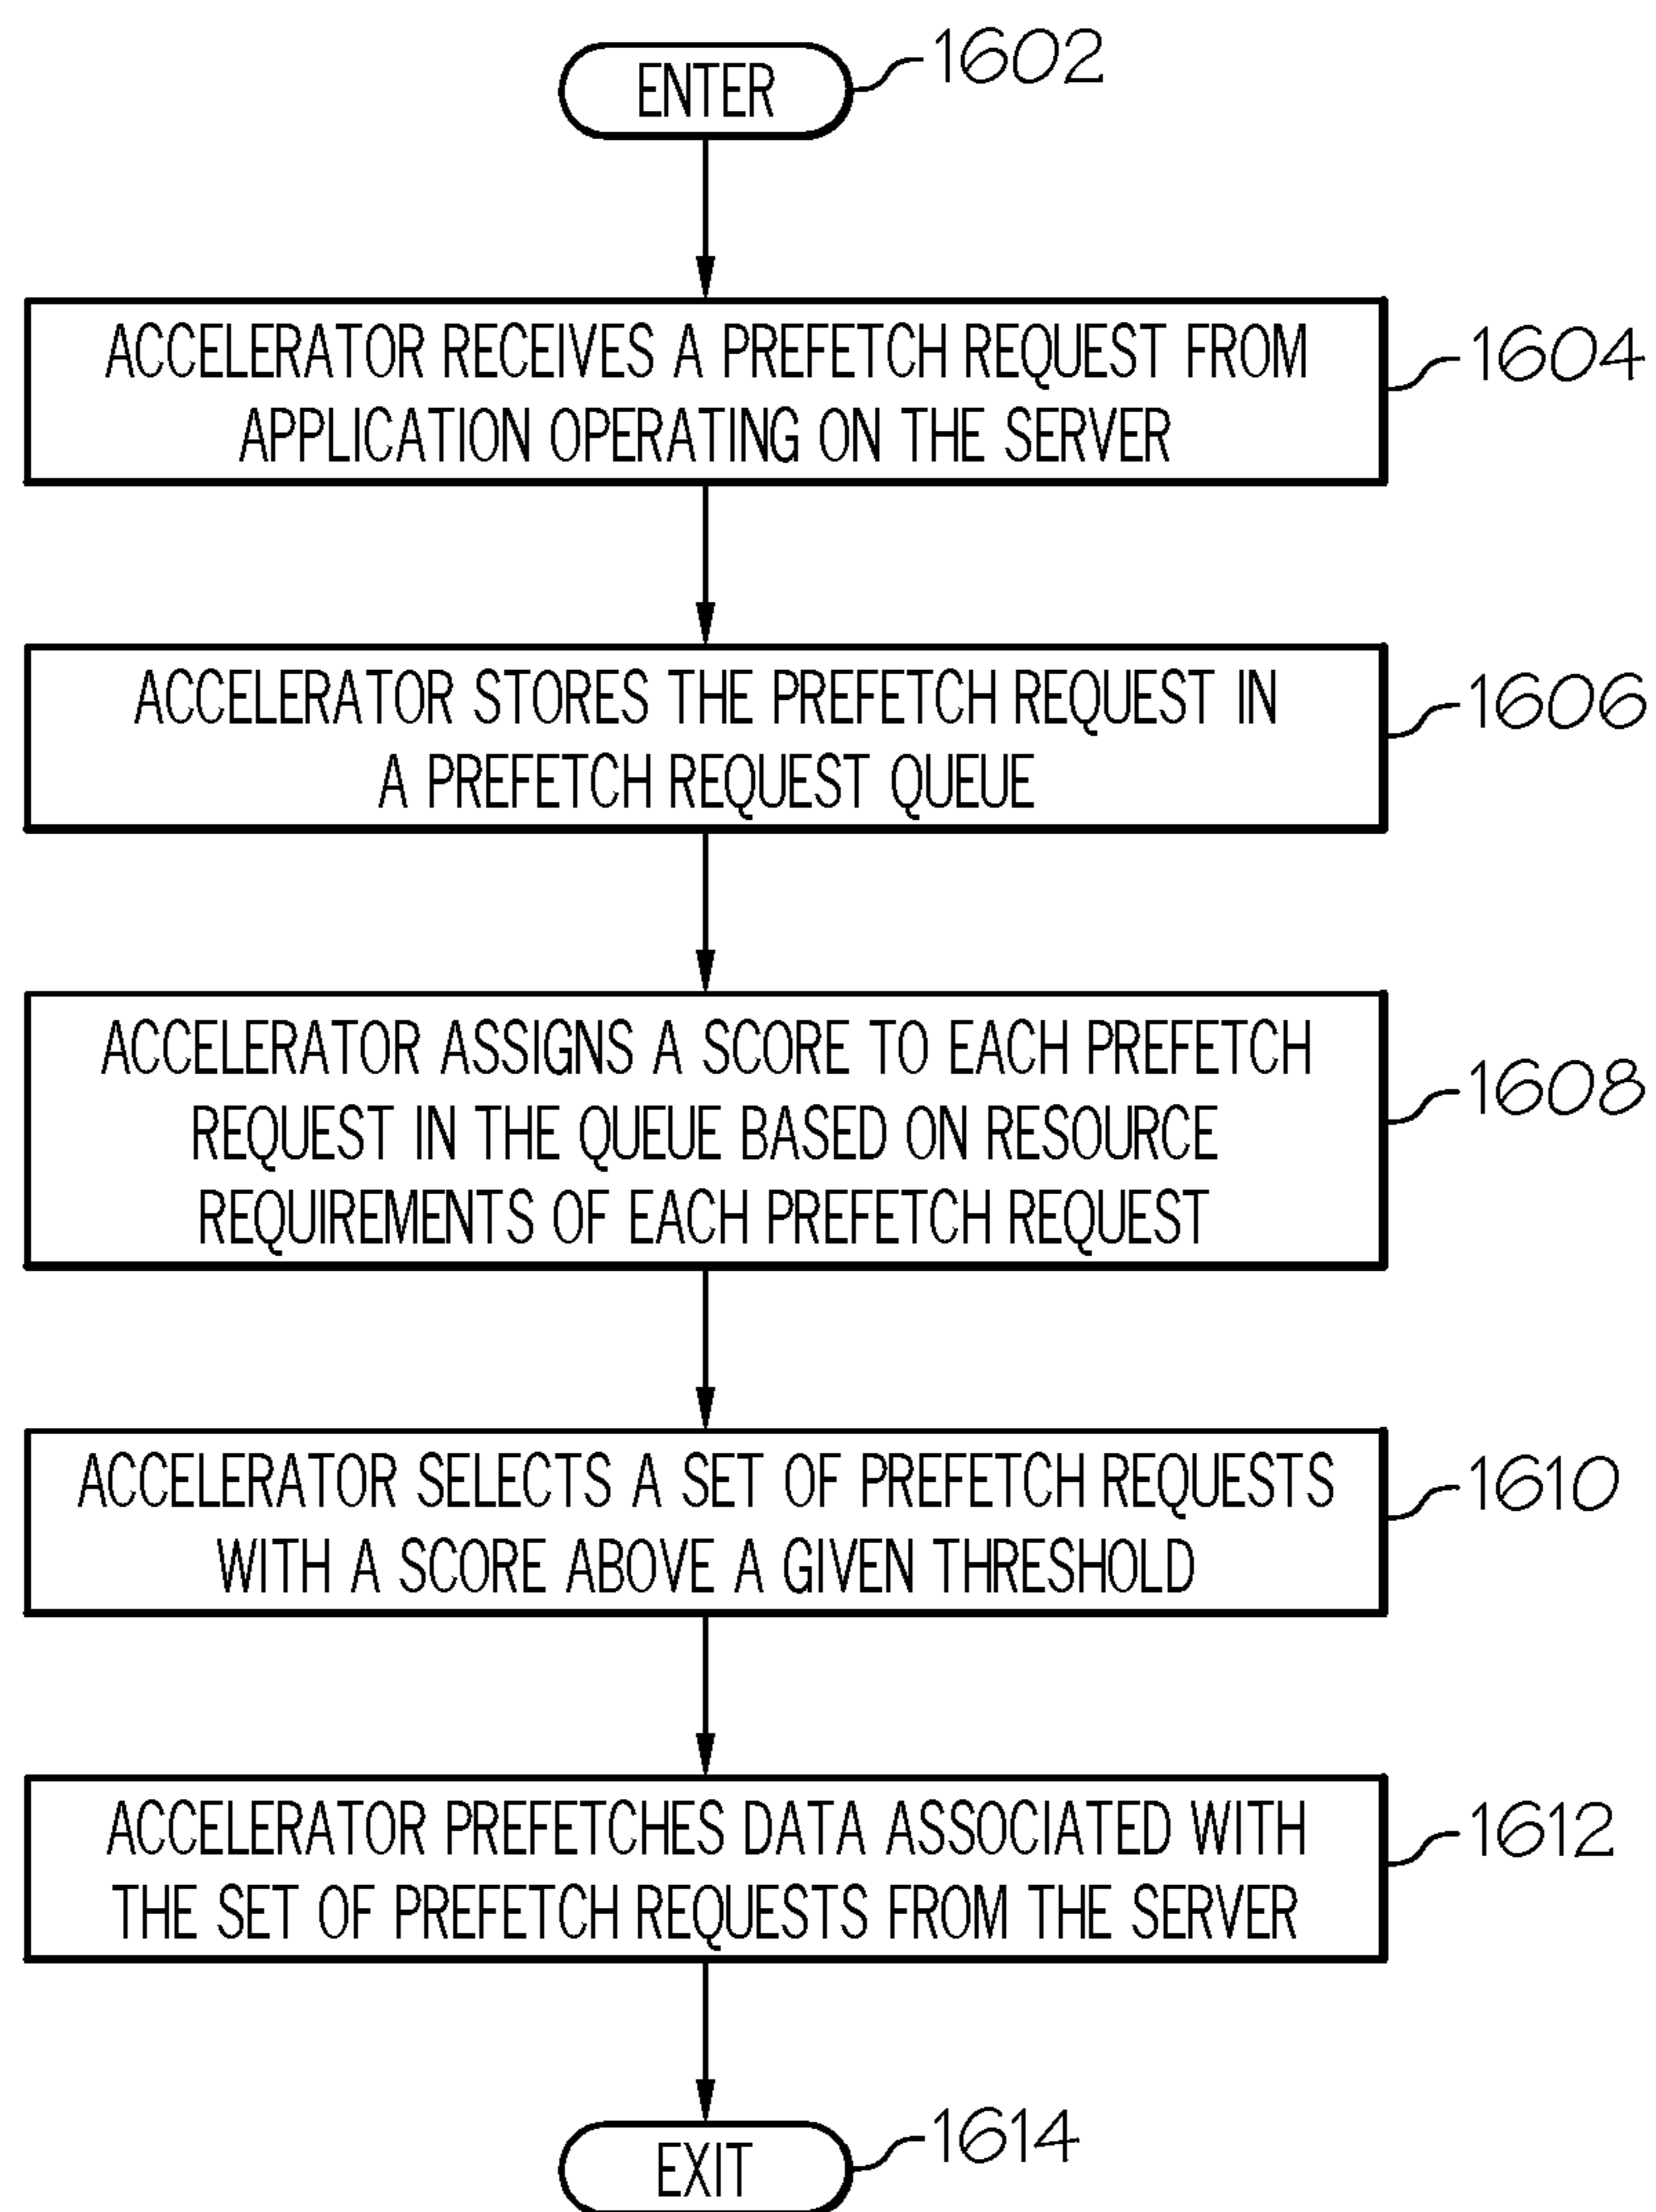 ENTER
1602
ACCELERATOR RECEIVES A PREFETCH REQUEST FROM
APPLICATION OPERATING ON THE SERVER
1604
ACCELERATOR STORES THE PREFETCH REQUEST IN
A PREFETCH REQUEST QUEUE
1606
ACCELERATOR ASSIGNS A SCORE TO EACH PREFETCH
REQUEST IN THE QUEUE BASED ON RESOURCE
REQUIREMENTS OF EACH PREFETCH REQUEST
1608
ACCELERATOR SELECTS A SET OF PREFETCH REQUESTS
WITH A SCORE ABOVE A GIVEN THRESHOLD
1610
ACCELERATOR PREFETCHES DATA ASSOCIATED WITH
THE SET OF PREFETCH REQUESTS FROM THE SERVER
1612
EXIT
1614